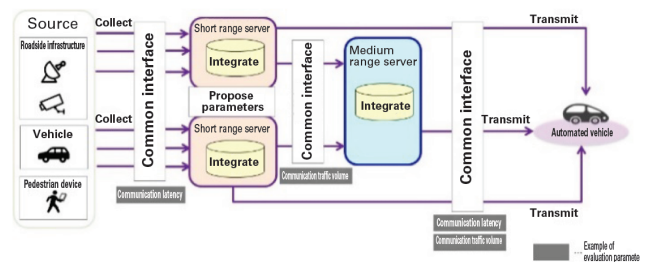 Source
Collect
Roadside infrastructure
Collect
Vehicle
Pedestrian device
Common interface
Communication latency
Short range server
Integrate
Propose
parameters
Short range server
Integrate
Common interface
Communication traffic volume
Medium
range server
Integrate
Common interface
Communication latency
Communication traffic volume
Transmit
Transmit
Automated vehicle
Transmit
... Example of
evaluation paramete